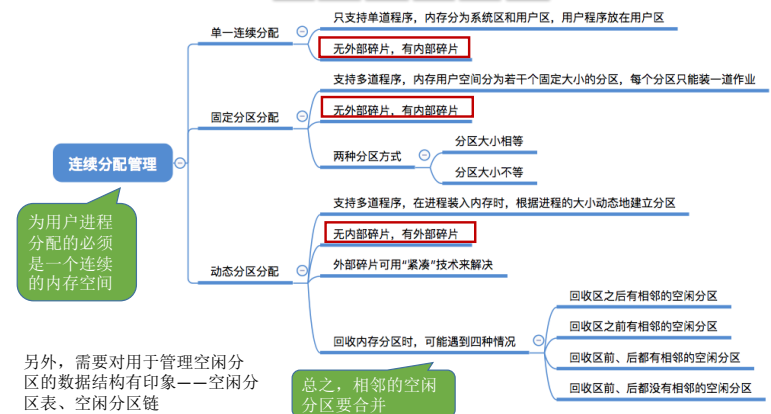 只支持单道程序，内存分为系统区和用户区，用户程序放在用户区
单一连续分配
无外部碎片，有内部碎片
支持多道程序，内存用户空间分为若干个固定大小的分区，每个分区只能装一道作业
无外部碎片，有内部碎片
固定分区分配
分区大小相等
两种分区方式
分区大小不等
连续分配管理
为用户进程
分配的必须
是一个连续
的内存空间
支持多道程序，在进程装入内存时，根据进程的大小动态地建立分区
无内部碎片，有外部碎片
动态分区分配
外部碎片可用“紧凑”技术来解决
回收区之后有相邻的空闲分区
回收区之前有相邻的空闲分区
回收内存分区时，可能遇到四种情况
回收区前、后都有相邻的空闲分区
回收区前、后都没有相邻的空闲分区
另外，需要对用于管理空闲分
区的数据结构有印象——空闲分
区表、空闲分区链
总之，相邻的空闲
分区要合并